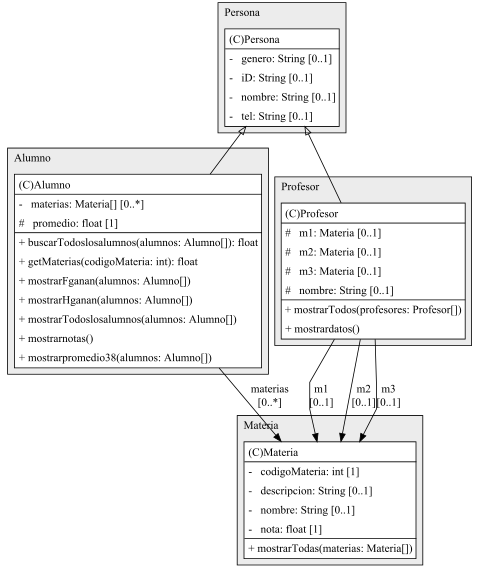 Persona
(C)Persona
- genero: String [0..1]
- iD: String [0..1]
- nombre: String [0..1]
- tel: String [0..1]
Alumno
(C)Alumno
- materias: Materia[] [0..*]
# promedio: float [1]
+ buscarTodoslosalumnos(alumnos: Alumno[]): float
+ getMaterias(codigoMateria: int): float
+ mostrarFganan(alumnos: Alumno[])
+ mostrarHganan(alumnos: Alumno[])
+ mostrarTodoslosalumnos(alumnos: Alumno[])
+ mostrarnotas()
+ mostrarpromedio38(alumnos: Alumno[])
Profesor
(C)Profesor
# m1: Materia [0..1]
# m2: Materia [0..1]
# m3: Materia [0..1]
# nombre: String [0..1]
+ mostrarTodos(profesores: Profesor[])
+ mostrardatos()
materias
[0..*]
m1
[0..1]
m2
[0..1]
m3
[0..1]
Materia
(C)Materia
- codigoMateria: int [1]
- descripcion: String [0..1]
- nombre: String [0..1]
- nota: float [1]
+ mostrarTodas(materias: Materia[])